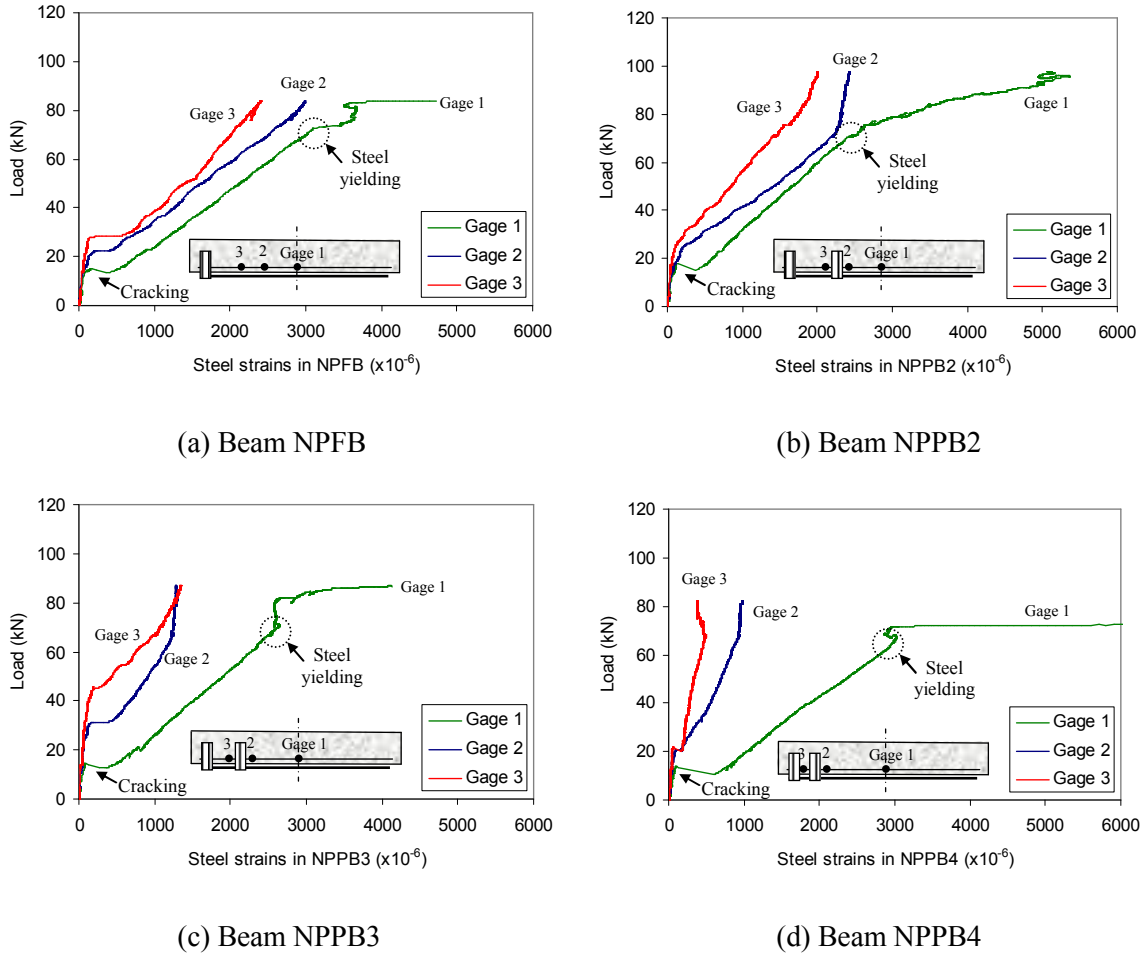 120
100
80
60
40
20
0
Load (kN)
Gage 3
Gage 2
Gage 1
Steel yielding
Cracking
3 2 Gage 1
Gage 1
Gage 2
Gage 3
0 1000 2000 3000 4000 5000 6000
Steel strains in NPFB (x10-6)
(a) Beam NPFB
120
100
80
60
40
20
0
Load (kN)
Gage 3
Gage 2
Gage 1
Steel yielding
Cracking
3 2 Gage 1
Gage 1
Gage 2
Gage 3
0 1000 2000 3000 4000 5000 6000
Steel strains in NPPB2 (x10-6)
(b) Beam NPPB2
120
100
80
60
40
20
0
Load (kN)
Gage 3
Gage 2
Gage 1
Steel yielding
Cracking
3 2 Gage 1
Gage 1
Gage 2
Gage 3
0 1000 2000 3000 4000 5000 6000
Steel strains in NPPB3 (x10-6)
(c) Beam NPPB3
120
100
80
60
40
20
0
Load (kN)
Gage 3
Gage 2
Gage 1
Steel yielding
Cracking
3 2 Gage 1
Gage 1
Gage 2
Gage 3
0 1000 2000 3000 4000 5000 6000
Steel strains in NPPB4 (x10-6)
(d) Beam NPPB4